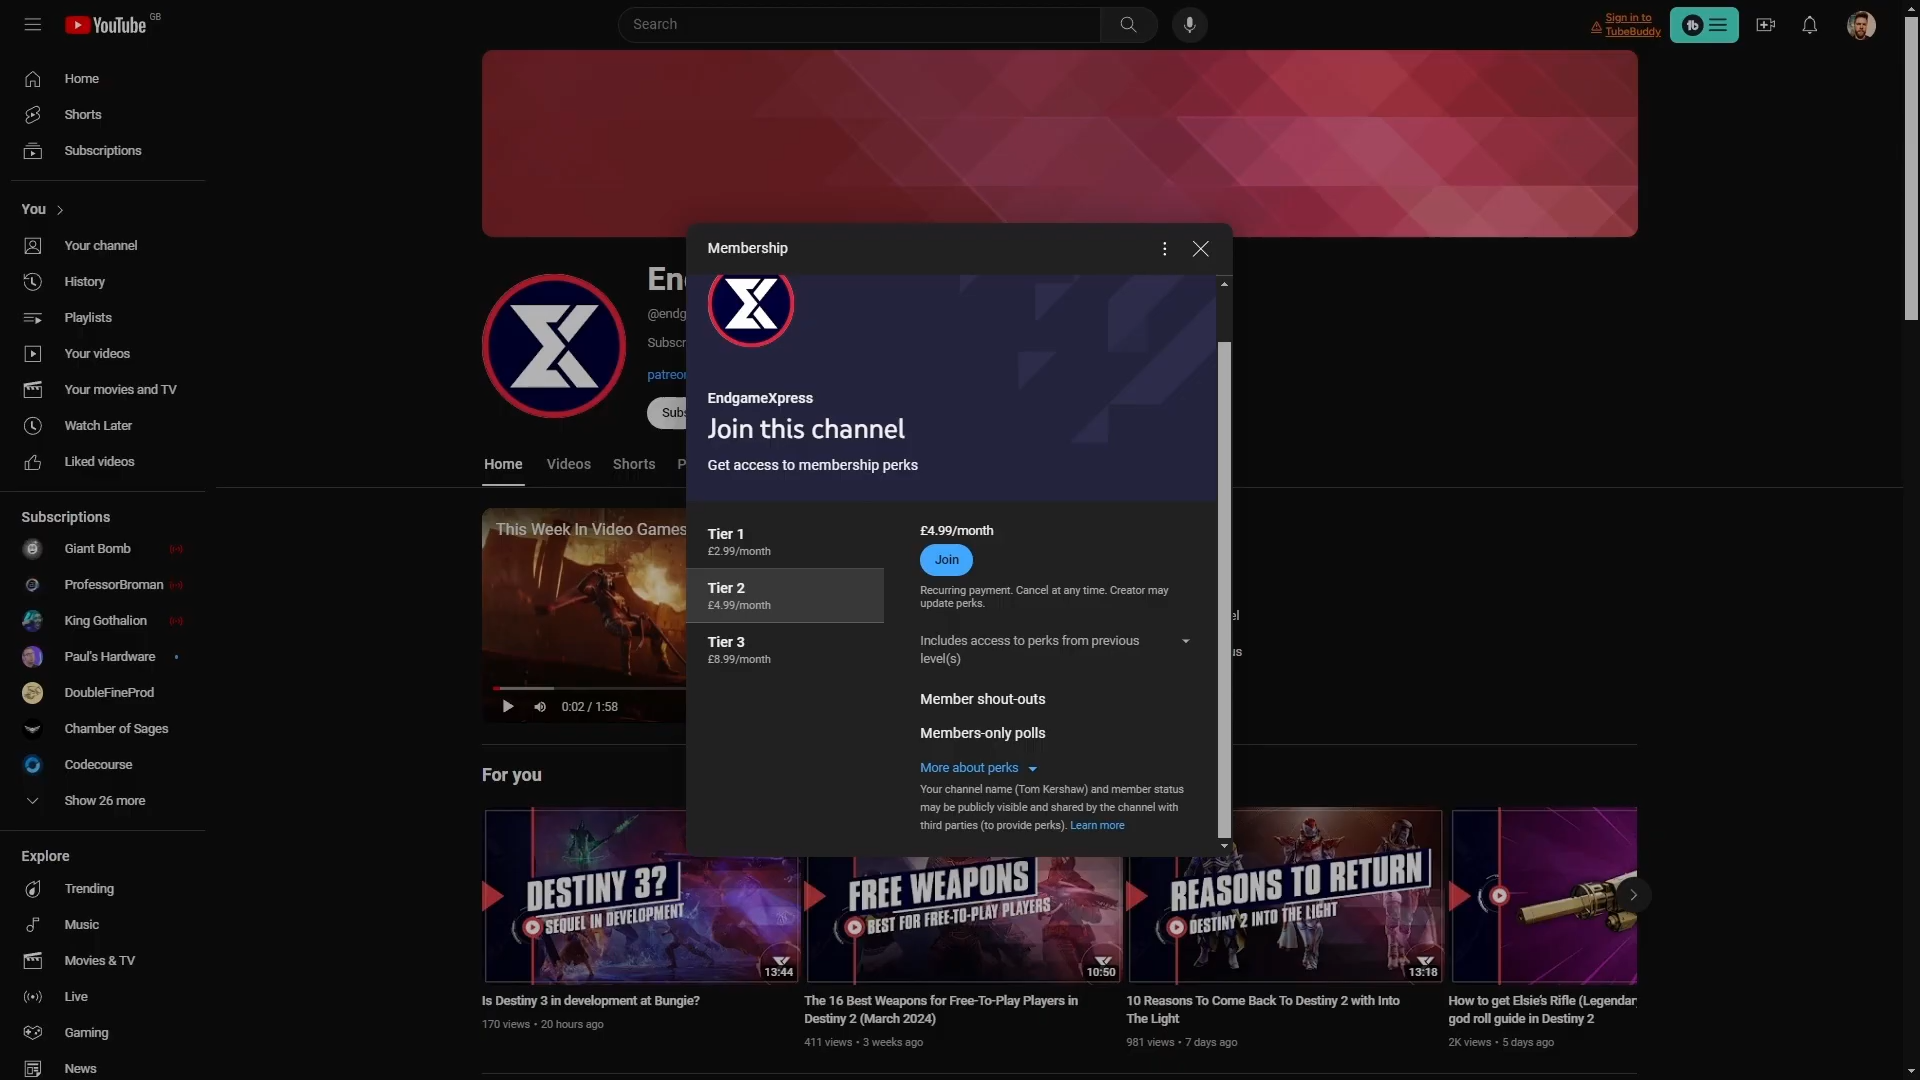 YouTube GB
Search
Sign in to
TubeBuddy
Home
Shorts
Subscriptions
You
Your channel
History
Playlists
Your videos
Your movies and TV
Watch Later
Liked videos
Subscriptions
Giant Bomb
ProfessorBroman
King Gothalion
Paul's Hardware
DoubleFineProd
Chamber of Sages
Codecourse
Show 26 more
Explore
Trending
Music
Movies & TV
Live
Gaming
News
Home Videos Shorts
This Week In Video Games
0:02 / 1:58
Membership
EndgameXpress
Join this channel
Get access to membership perks
Tier 1
£2.99/month
Tier 2
£4.99/month
Tier 3
£8.99/month
£4.99/month
Join
Recurring payment. Cancel at any time. Creator may
update perks.
Includes access to perks from previous
level(s)
Member shout-outs
Members-only polls
More about perks
Your channel name (Tom Kershaw) and member status
may be publicly visible and shared by the channel with
third parties (to provide perks). Learn more
For you
DESTINY 3?
SEQUEL IN DEVELOPMENT
13:44
Is Destiny 3 in development at Bungie?
170 views • 20 hours ago
FREE WEAPONS
BEST FOR FREE-TO-PLAY PLAYERS
10:50
The 16 Best Weapons for Free-To-Play Players in
Destiny 2 (March 2024)
411 views • 3 weeks ago
REASONS TO RETURN
DESTINY 2 INTO THE LIGHT
13:18
10 Reasons To Come Back To Destiny 2 with Into
The Light
981 views • 7 days ago
How to get Elsie's Rifle (Legendary
god roll guide in Destiny 2
2K views • 5 days ago